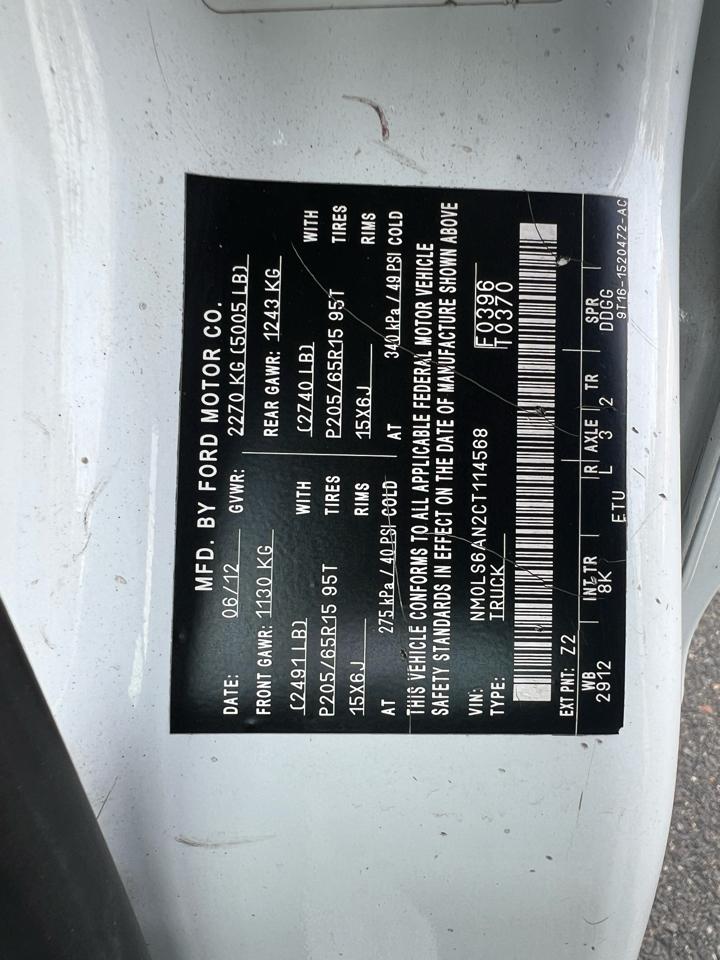 MFD. BY FORD MOTOR CO.
DATE: 06/12 GVWR: 2270 KG (5005 LB)
FRONT GAWR: 1130 KG REAR GAWR: 1243 KG
(2491 LB) WITH (2740 LB) WITH
P205/65R15 95T TIRES P205/65R15 95T TIRES
15X6J RIMS 15X6J RIMS
AT 275 kPa / 40 PSI COLD AT 340 kPa / 49 PSI COLD
THIS VEHICLE CONFORMS TO ALL APPLICABLE FEDERAL MOTOR VEHICLE
SAFETY STANDARDS IN EFFECT ON THE DATE OF MANUFACTURE SHOWN ABOVE
VIN: NM0LS6AN2CT114568 F0396
TYPE: TRUCK T0370
EXT PNT: Z2
WB INT TR R AXLE TR SPR
2912 8K L 3 2 DDGG
ETU 9T16-1520472-AC